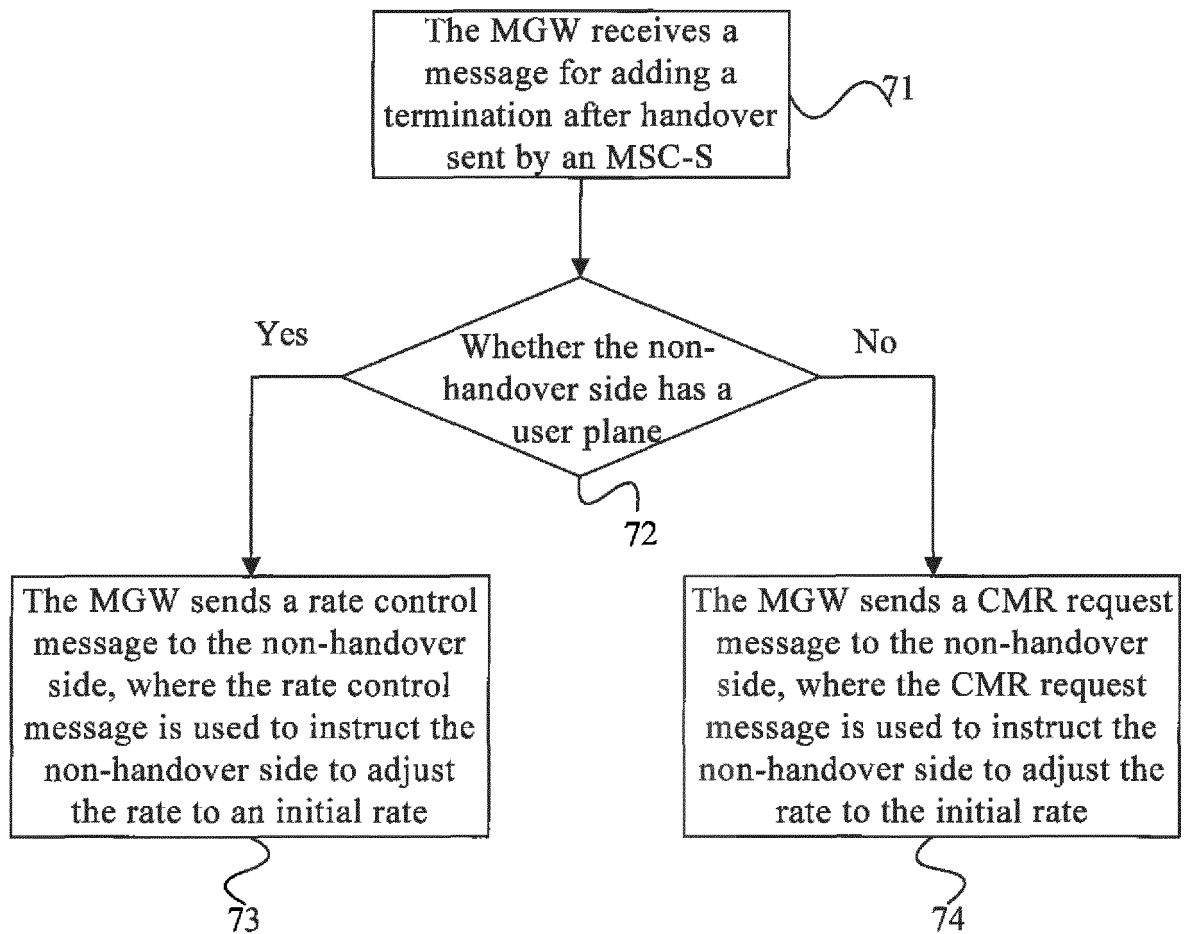 The MGW receives a
message for adding a
termination after handover
sent by an MSC-S
71
Yes
No
Whether the non-
handover side has a
user plane
72
The MGW sends a rate control
message to the non-handover
side, where the rate control
message is used to instruct the
non-handover side to adjust
the rate to an initial rate
The MGW sends a CMR request
message to the non-handover
side, where the CMR request
message is used to instruct the
non-handover side to adjust the
rate to the initial rate
73
74